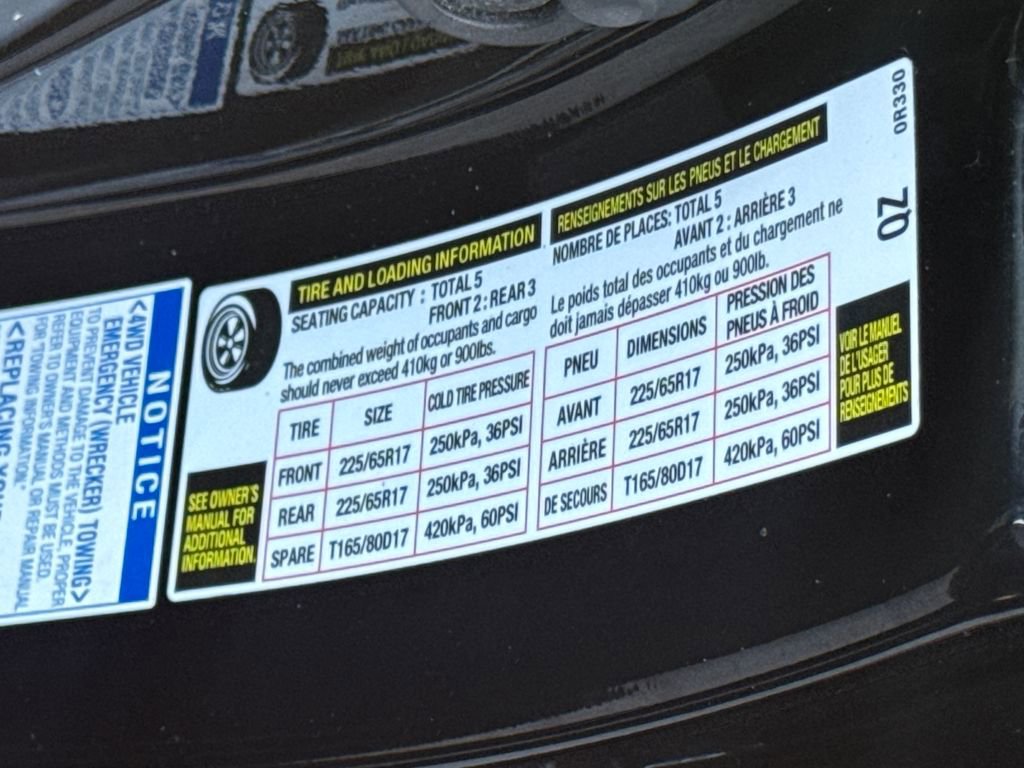 NOTICE
<4WD VEHICLE
EMERGENCY (WRECKER) TOWING>
TO PREVENT DAMAGE TO THE VEHICLE, PROPER
EQUIPMENT AND METHODS MUST BE USED.
REFER TO OWNER'S MANUAL OR REPAIR MANUAL
FOR TOWING INFORMATION.
<REPLACING
TIRE AND LOADING INFORMATION
SEATING CAPACITY : TOTAL 5
FRONT 2 : REAR 3
The combined weight of occupants and cargo
should never exceed 410kg or 900lbs.
TIRE SIZE COLD TIRE PRESSURE
FRONT 225/65R17 250kPa, 36PSI
REAR 225/65R17 250kPa, 36PSI
SPARE T165/80D17 420kPa, 60PSI
SEE OWNER'S
MANUAL FOR
ADDITIONAL
INFORMATION.
RENSEIGNEMENTS SUR LES PNEUS ET LE CHARGEMENT
NOMBRE DE PLACES: TOTAL 5
AVANT 2 : ARRIÈRE 3
Le poids total des occupants et du chargement ne
doit jamais dépasser 410kg ou 900lb.
PNEU DIMENSIONS PRESSION DES
PNEUS À FROID
AVANT 225/65R17 250kPa, 36PSI
ARRIÈRE 225/65R17 250kPa, 36PSI
DE SECOURS T165/80D17 420kPa, 60PSI
VOIR LE MANUEL
DE L'USAGER
POUR PLUS DE
RENSEIGNEMENTS
QZ
0R330